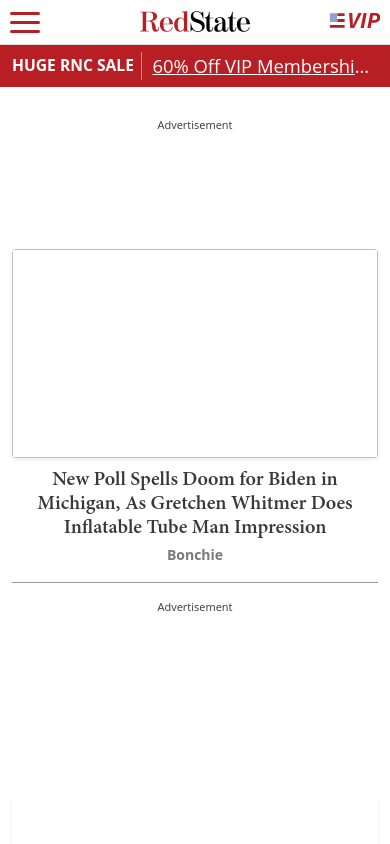 RedState
VIP
HUGE RNC SALE
60% Off VIP Membershi...
Advertisement
New Poll Spells Doom for Biden in
Michigan, As Gretchen Whitmer Does
Inflatable Tube Man Impression
Bonchie
Advertisement